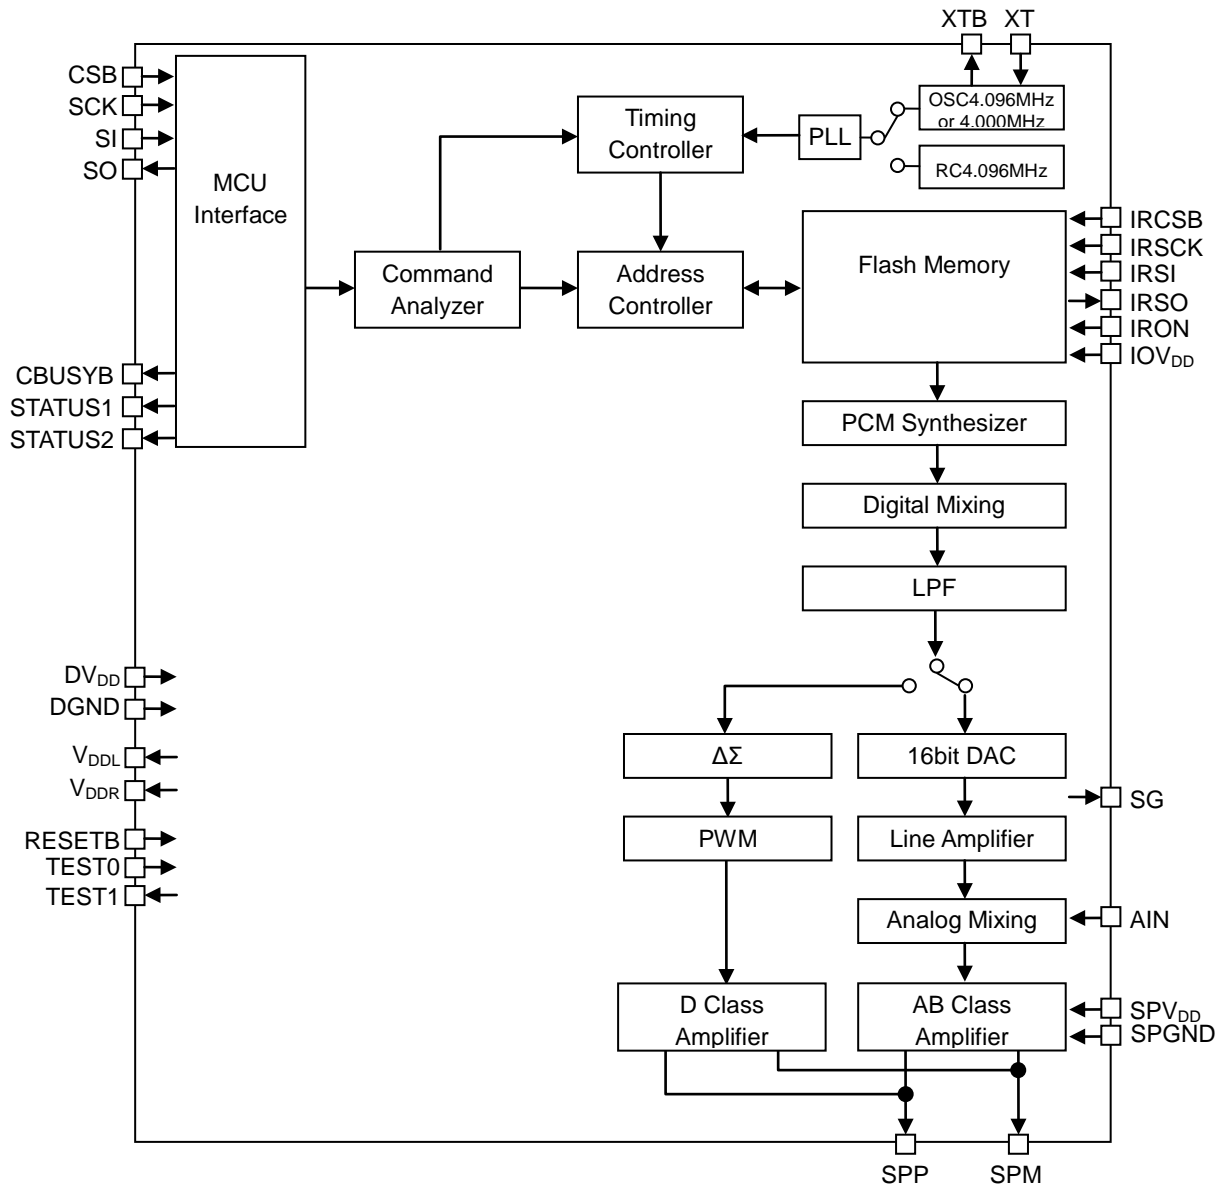 XTB XT
CSB
SCK
SI
SO
MCU
Interface
Timing
Controller
PLL
OSC4.096MHz
or 4.000MHz
RC4.096MHz
Command
Analyzer
Address
Controller
Flash Memory
IRCSB
IRSCK
IRSI
IRSO
IRON
IOVDD
CBUSYB
STATUS1
STATUS2
PCM Synthesizer
Digital Mixing
LPF
DVDD
DGND
VDDL
VDDR
RESETB
TEST0
TEST1
ΔΣ
16bit DAC
SG
PWM
Line Amplifier
Analog Mixing
AIN
D Class
Amplifier
AB Class
Amplifier
SPVDD
SPGND
SPP
SPM